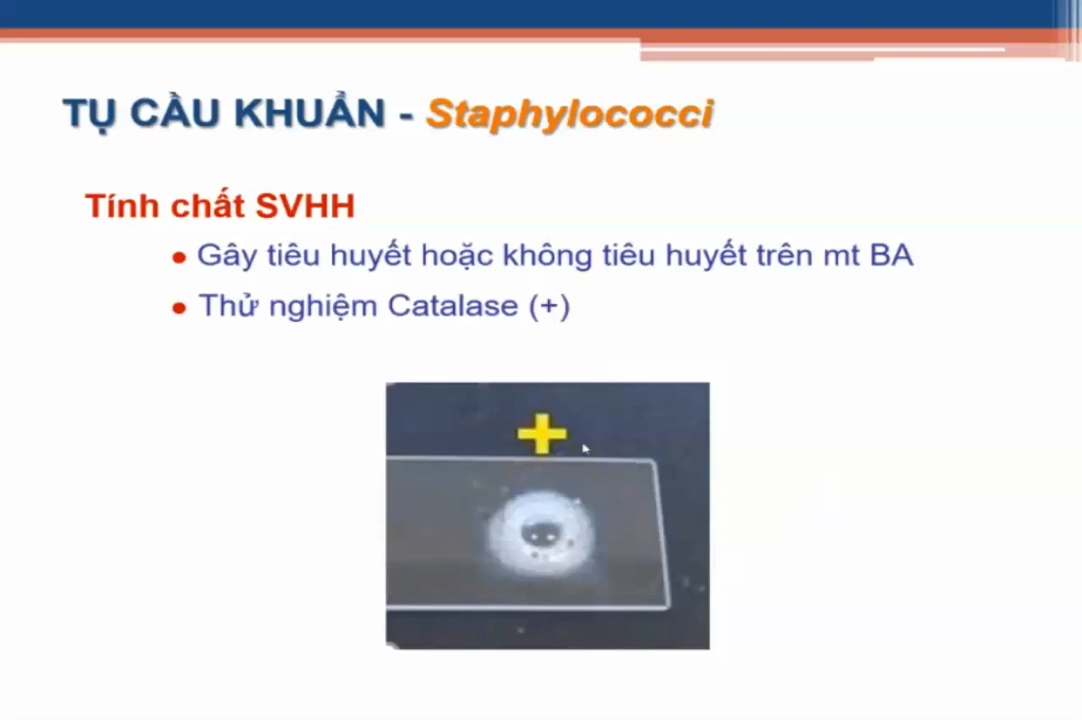 TỤ CẦU KHUẨN - Staphylococci
Tính chất SVHH
• Gây tiêu huyết hoặc không tiêu huyết trên mt BA
• Thử nghiệm Catalase (+)
+